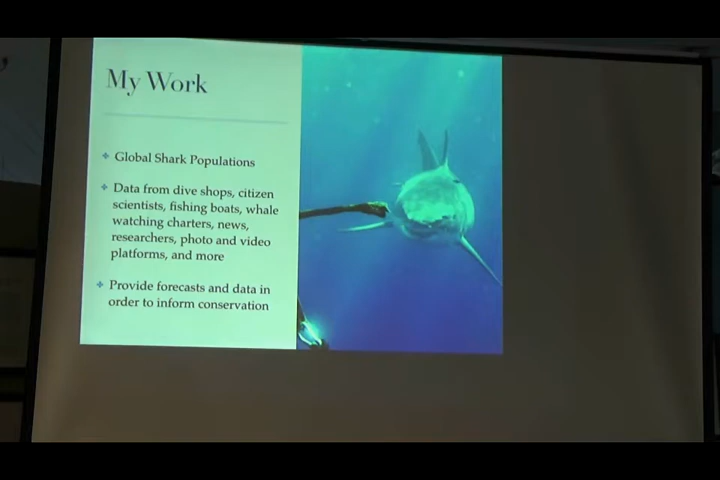 My Work
Global Shark Populations
Data from dive shops, citizen
scientists, fishing boats, whale
watching charters, news,
researchers, photo and video
platforms, and more
Provide forecasts and data in
order to inform conservation